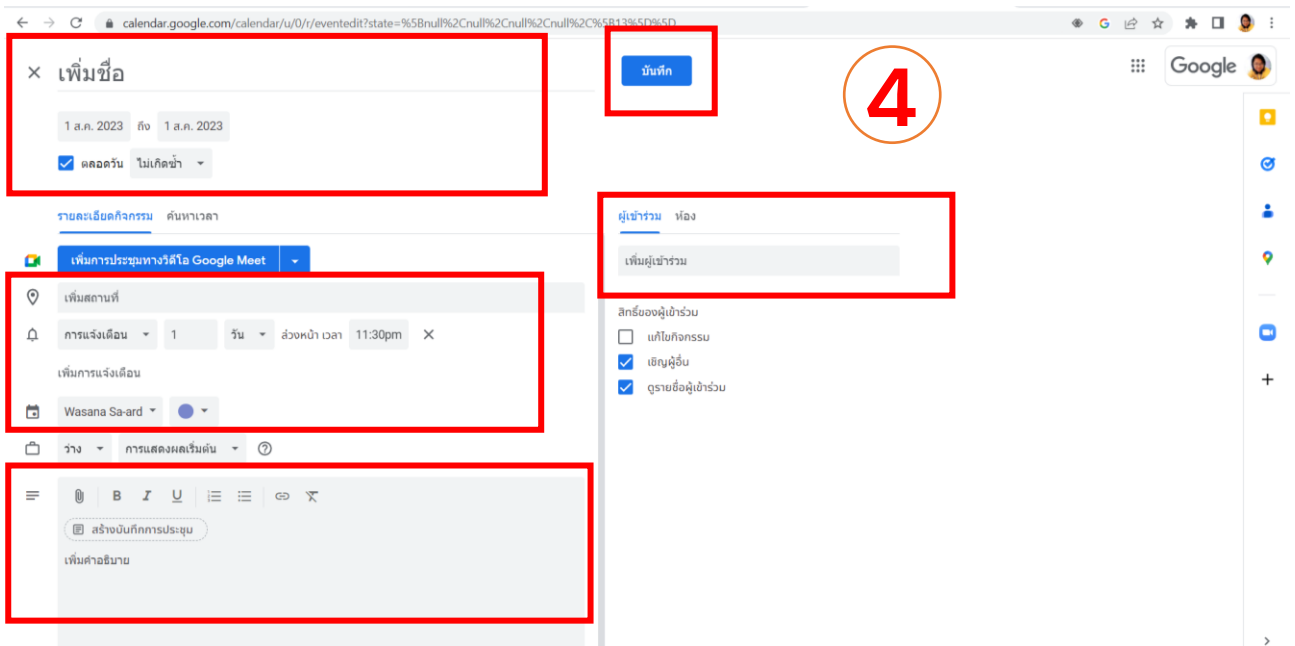 calendar.google.com/calendar/u/0/r/eventedit?state=%5Bnull%2Cnull%2Cnull%2Cnull%2C%5B13%5D%5D
เพิ่มชื่อ
บันทึก
4
Google
1 ส.ค. 2023 ถึง 1 ส.ค. 2023
ตลอดวัน ไม่เกิดซ้ำ
รายละเอียดกิจกรรม ค้นหาเวลา
ผู้เข้าร่วม ห้อง
เพิ่มการประชุมทางวิดีโอ Google Meet
เพิ่มผู้เข้าร่วม
เพิ่มสถานที่
สิทธิ์ของผู้เข้าร่วม
การแจ้งเตือน 1 วัน ล่วงหน้า เวลา 11:30pm
แก้ไขกิจกรรม
เชิญผู้อื่น
เพิ่มการแจ้งเตือน
ดูรายชื่อผู้เข้าร่วม
Wasana Sa-ard
ว่าง การแสดงผลเริ่มต้น
B I U
สร้างบันทึกการประชุม
เพิ่มคำอธิบาย